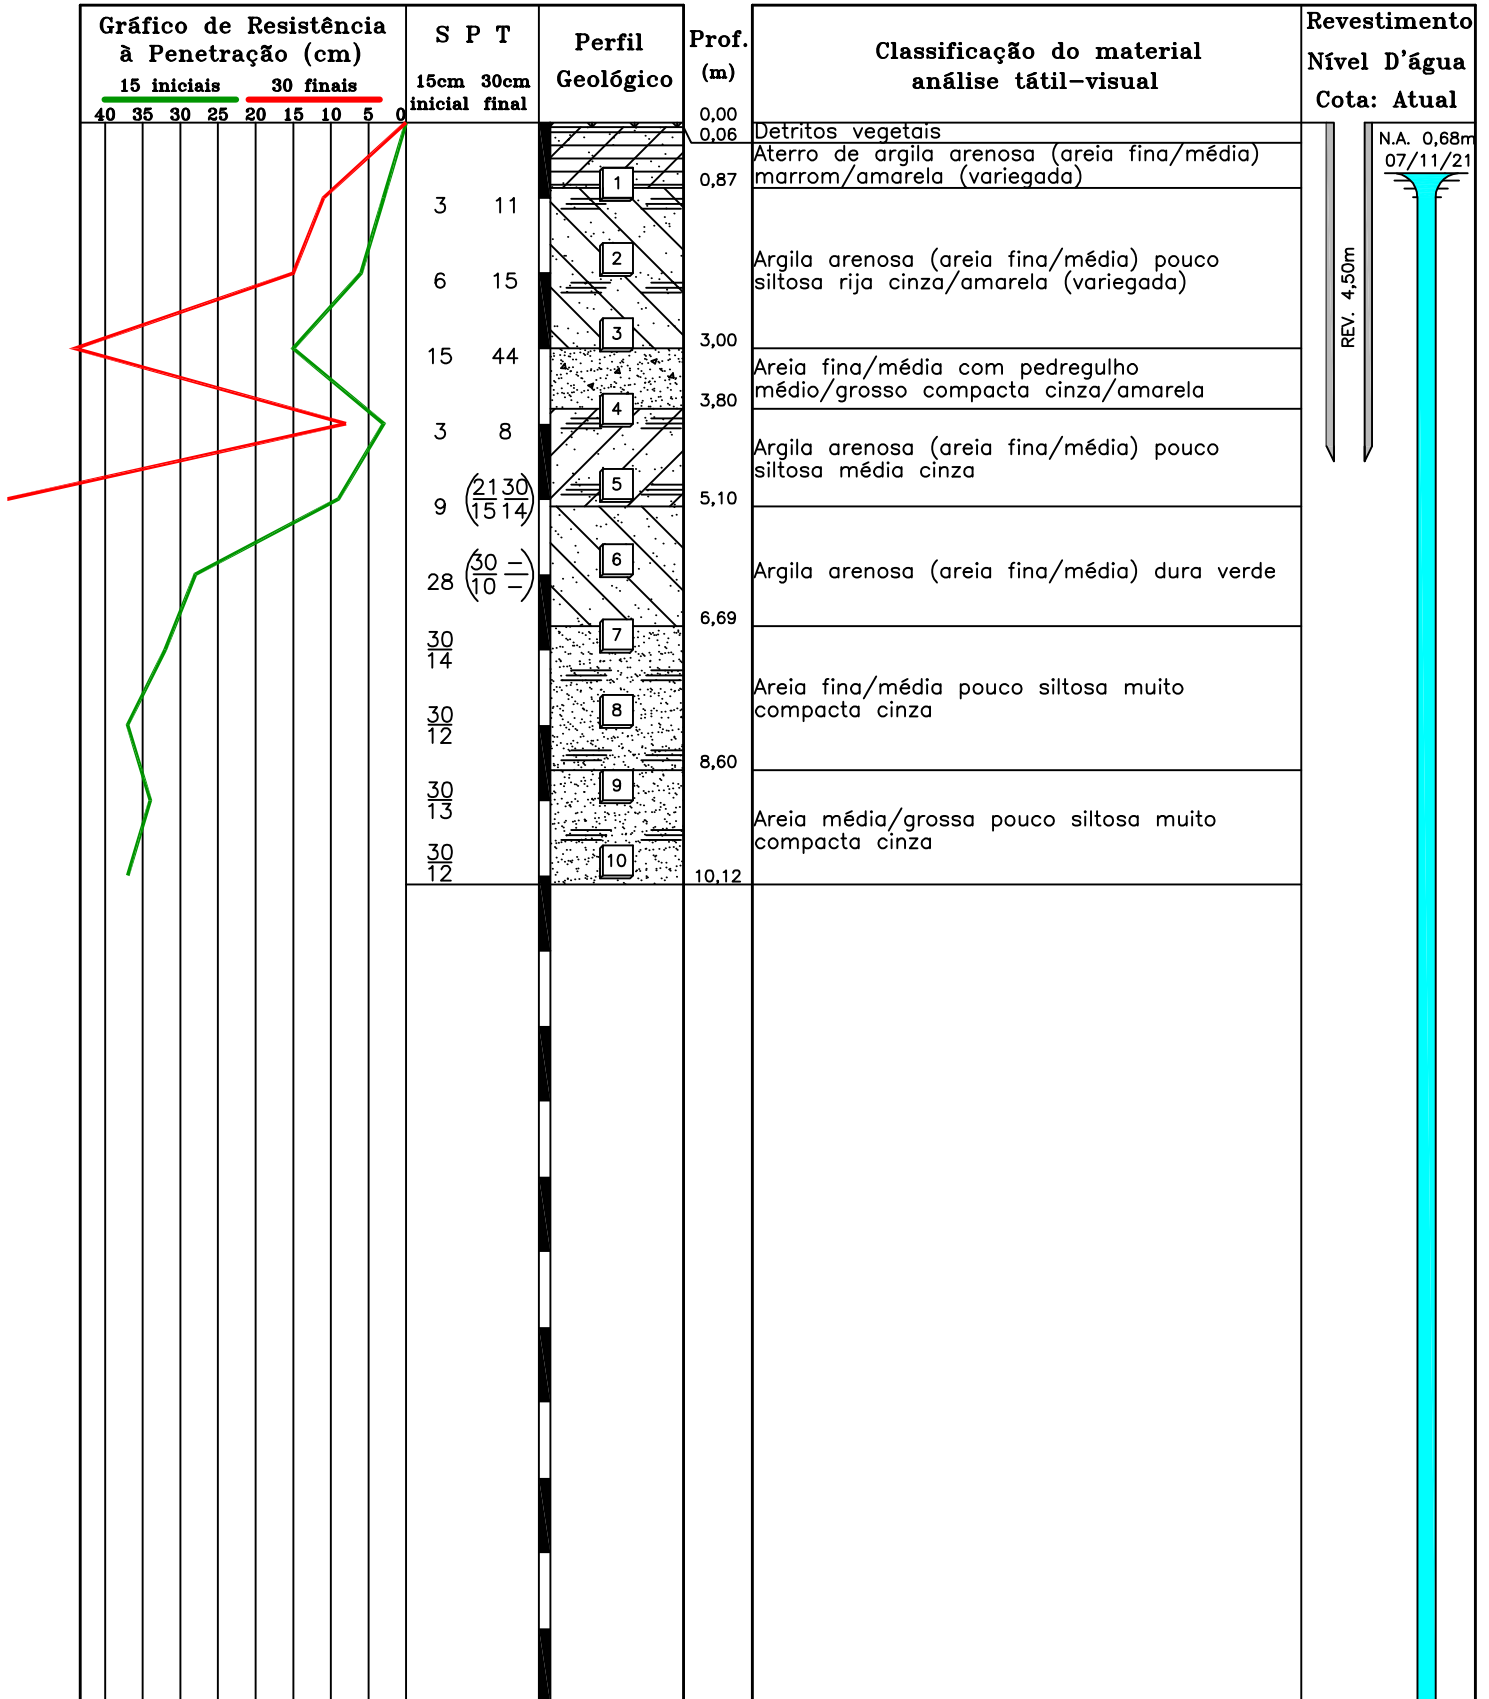 Gráfico de Resistência
à Penetração (cm)
15 iniciais 30 finais
40 35 30 25 20 15 10 5 0
S P T
15cm 30cm
inicial final
Perfil
Geológico
Prof.
(m)
Classificação do material
análise tátil-visual
Revestimento
Nível D'água
Cota: Atual
0,00
0,06 Detritos vegetais
Aterro de argila arenosa (areia fina/média)
marrom/amarela (variegada)
0,87
1
3 11
2
Argila arenosa (areia fina/média) pouco
siltosa rija cinza/amarela (variegada)
6 15
3
3,00
15 44
Areia fina/média com pedregulho
médio/grosso compacta cinza/amarela
3,80
4
3 8
Argila arenosa (areia fina/média) pouco
siltosa média cinza
5
5,10
9 (21/15 30/14)
6
Argila arenosa (areia fina/média) dura verde
28 (30/10 -/-)
6,69
7
30/14
Areia fina/média pouco siltosa muito
compacta cinza
8
30/12
8,60
9
30/13
Areia média/grossa pouco siltosa muito
compacta cinza
10
30/12
10,12
N.A. 0,68m
07/11/21
REV. 4,50m